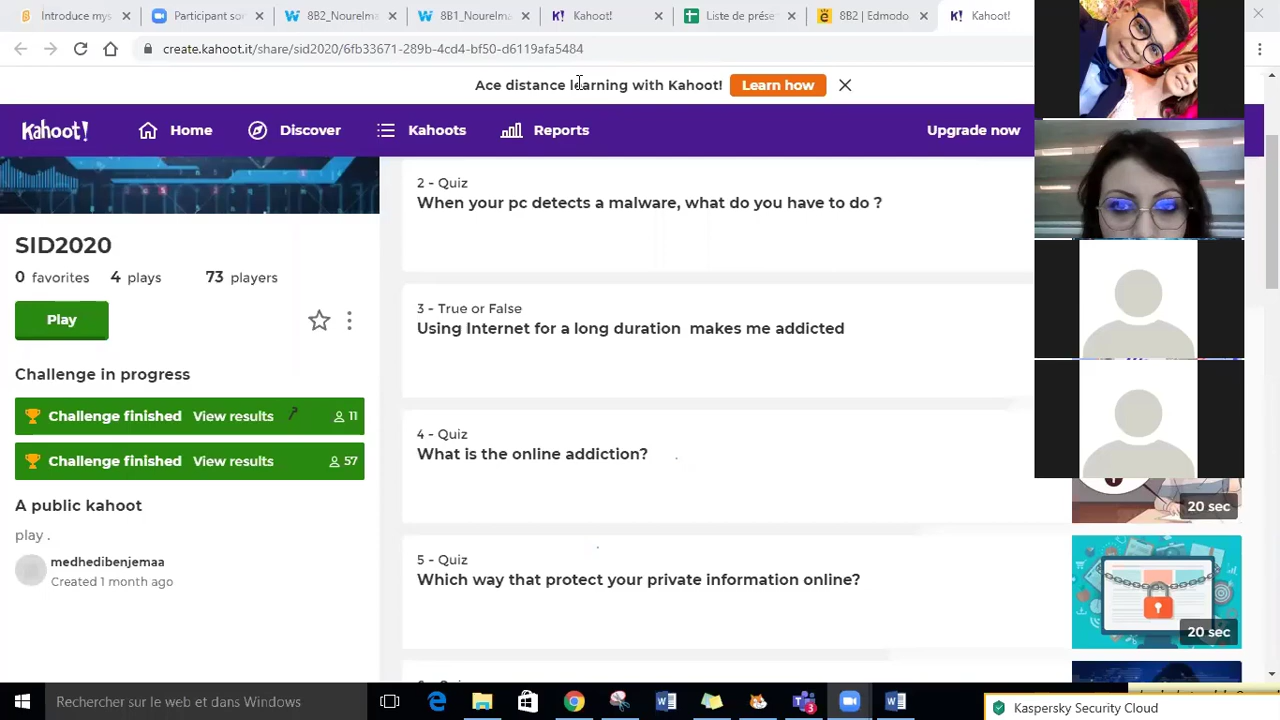 Introduce mys
Participant sor
8B2_Nourelma
8B1_Nourelm
Kahoot!
Liste de prése
8B2 | Edmodo
Kahoot!
create.kahoot.it/share/sid2020/6fb33671-289b-4cd4-bf50-d6119afa5484
Ace distance learning with Kahoot!
Learn how
Kahoot!
Home
Discover
Kahoots
Reports
Upgrade now
SID2020
0 favorites
4 plays
73 players
Play
Challenge in progress
Challenge finished View results 11
Challenge finished View results 57
A public kahoot
play .
medhedibenjemaa
Created 1 month ago
2 - Quiz
When your pc detects a malware, what do you have to do ?
3 - True or False
Using Internet for a long duration makes me addicted
4 - Quiz
What is the online addiction?
20 sec
5 - Quiz
Which way that protect your private information online?
20 sec
Rechercher sur le web et dans Windows
Kaspersky Security Cloud